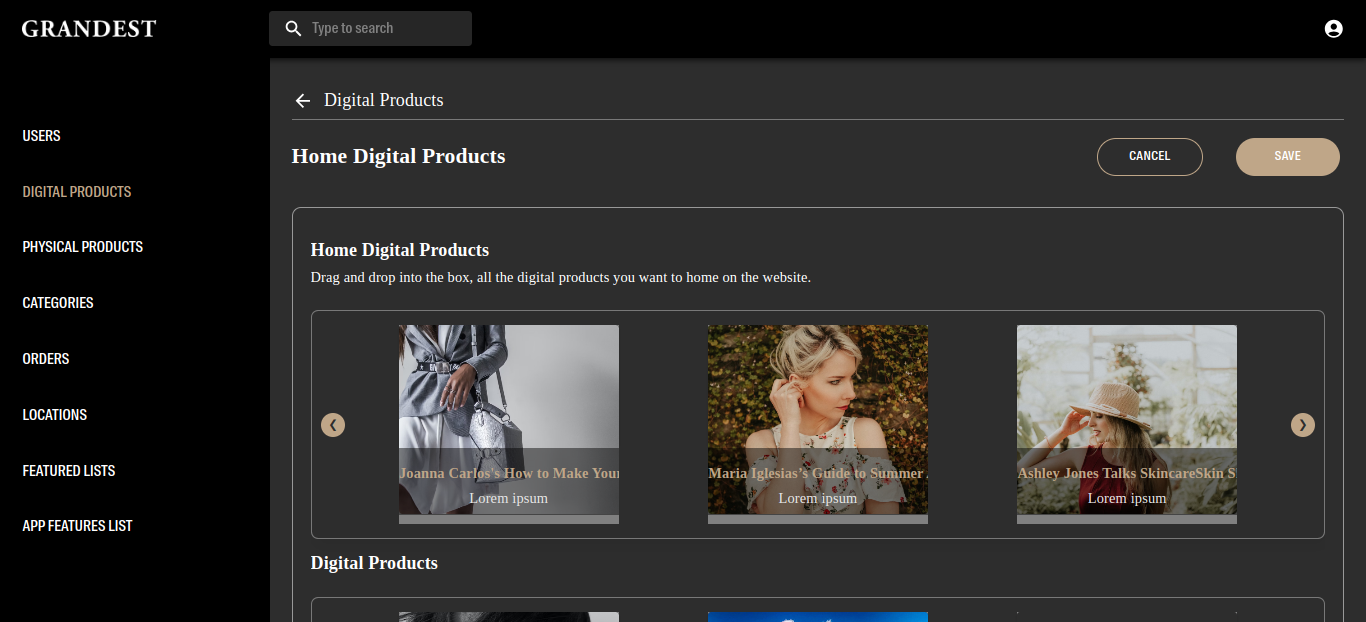 GRANDEST
Type to search
USERS
DIGITAL PRODUCTS
PHYSICAL PRODUCTS
CATEGORIES
ORDERS
LOCATIONS
FEATURED LISTS
APP FEATURES LIST
Digital Products
Home Digital Products
CANCEL
SAVE
Home Digital Products
Drag and drop into the box, all the digital products you want to home on the website.
Joanna Carlos's How to Make Your
Lorem ipsum
Maria Iglesias's Guide to Summer
Lorem ipsum
Ashley Jones Talks SkincareSkin S
Lorem ipsum
Digital Products